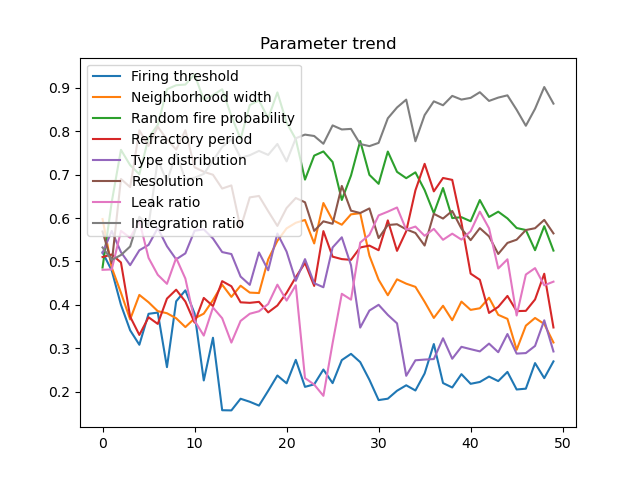 Parameter trend
Firing threshold
Neighborhood width
Random fire probability
Refractory period
Type distribution
Resolution
Leak ratio
Integration ratio
0.9
0.8
0.7
0.6
0.5
0.4
0.3
0.2
0 10 20 30 40 50